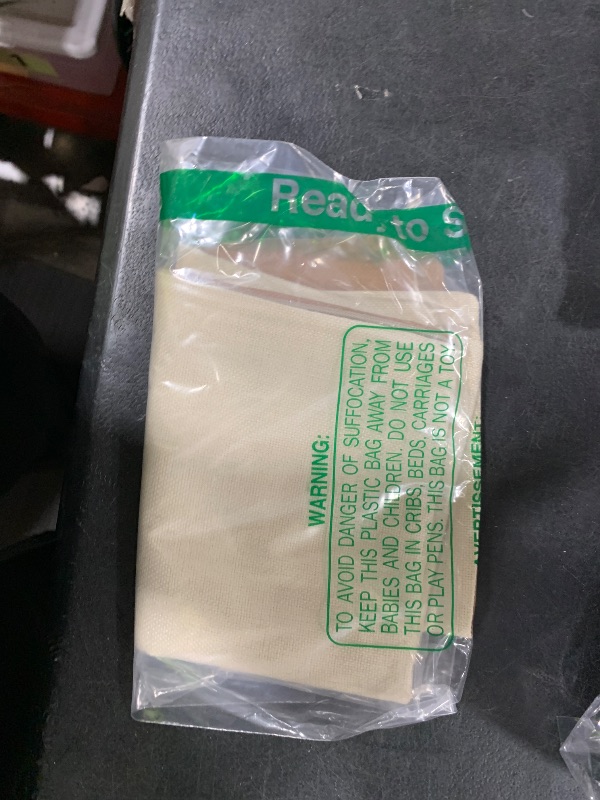 Ready to S
WARNING:
TO AVOID DANGER OF SUFFOCATION,
KEEP THIS PLASTIC BAG AWAY FROM
BABIES AND CHILDREN. DO NOT USE
THIS BAG IN CRIBS, BEDS, CARRIAGES
OR PLAY PENS. THIS BAG IS NOT A TOY.
AVERTISSEMENT: